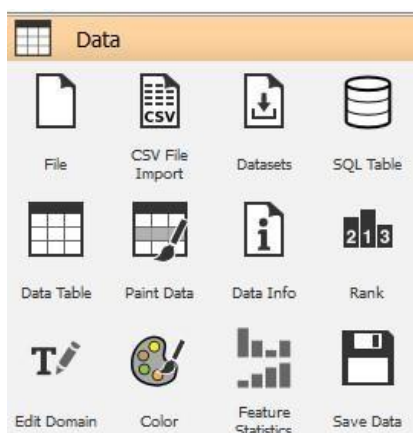 Data
CSV
File
CSV File
Import
Datasets
SQL Table
2 1 3
Data Table
Paint Data
Data Info
Rank
T
Edit Domain
Color
Feature
Statistics
Save Data